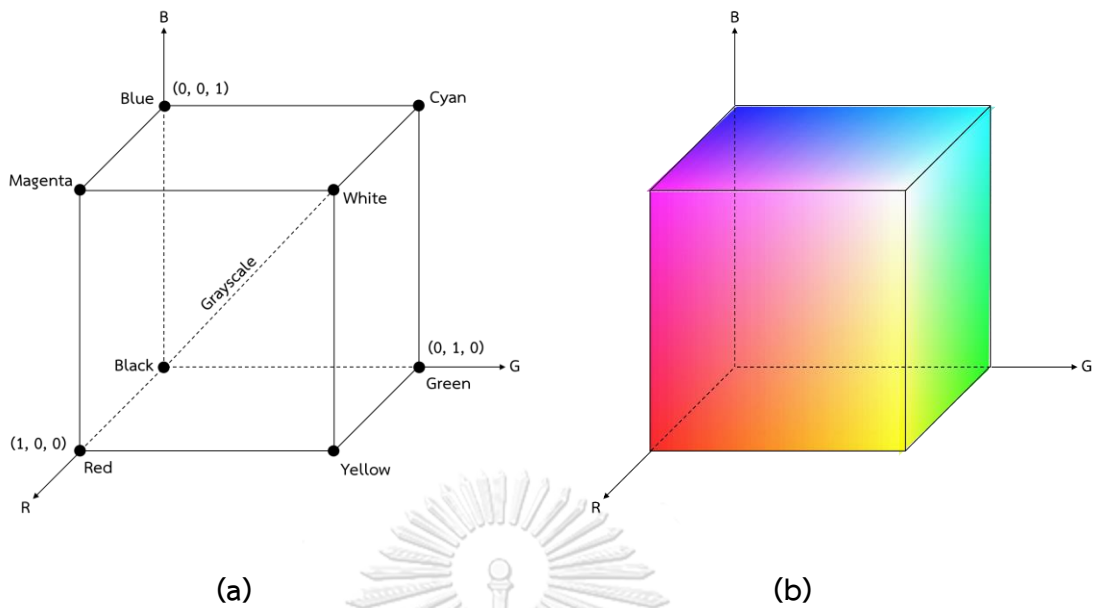 B
Blue
(0, 0, 1)
Cyan
Magenta
White
Grayscale
Black
(0, 1, 0)
G
Green
(1, 0, 0)
Red
Yellow
R
(a)
B
G
R
(b)